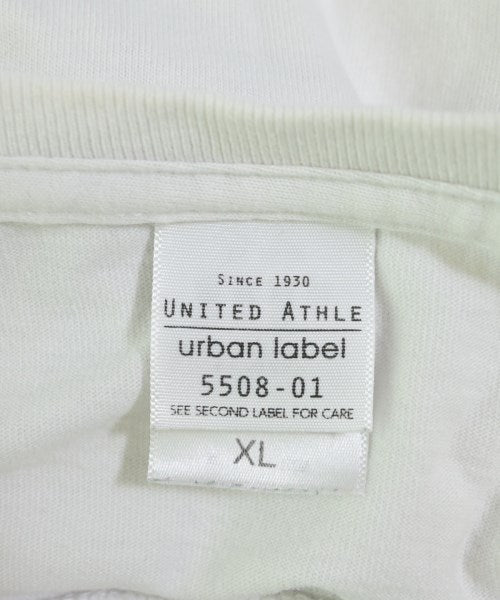 SINCE 1930
UNITED ATHLE
urban label
5508-01
SEE SECOND LABEL FOR CARE
XL